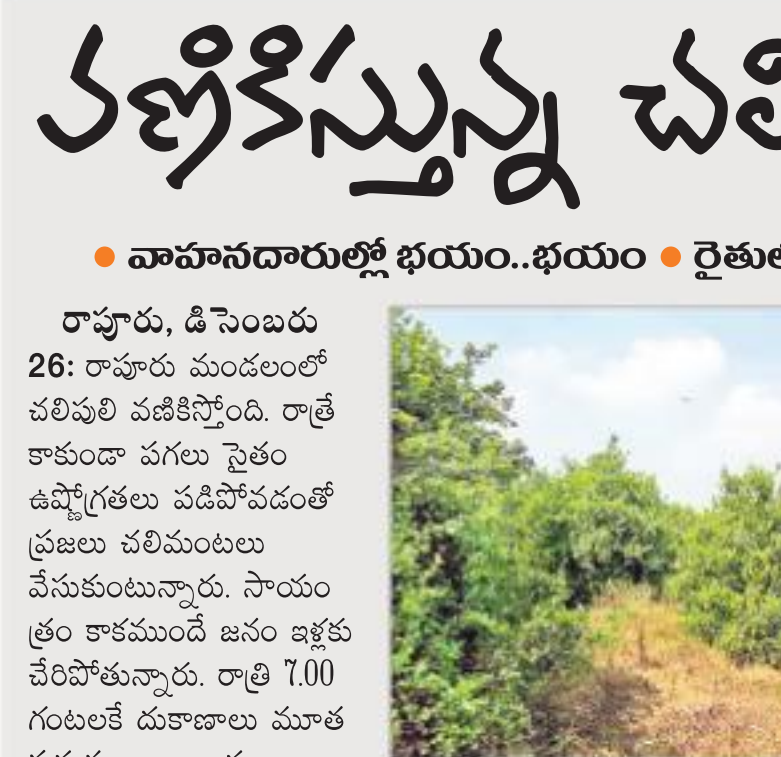 వణికిస్తున్న
● వాహనదారుల్లో భయం..భయం ●
రాపూరు, డిసెంబరు
26: రాపూరు మండలంలో
చలిపులి వణికిస్తోంది. రాత్రే
కాకుండా పగలు సైతం
ఉష్ణోగ్రతలు పడిపోవడంతో
ప్రజలు చలిమంటలు
వేసుకుంటున్నారు. సాయం
త్రం కాకముందే జనం ఇళ్లకు
చేరిపోతున్నారు. రాత్రి 7.00
గంటలకే దుకాణాలు మూత